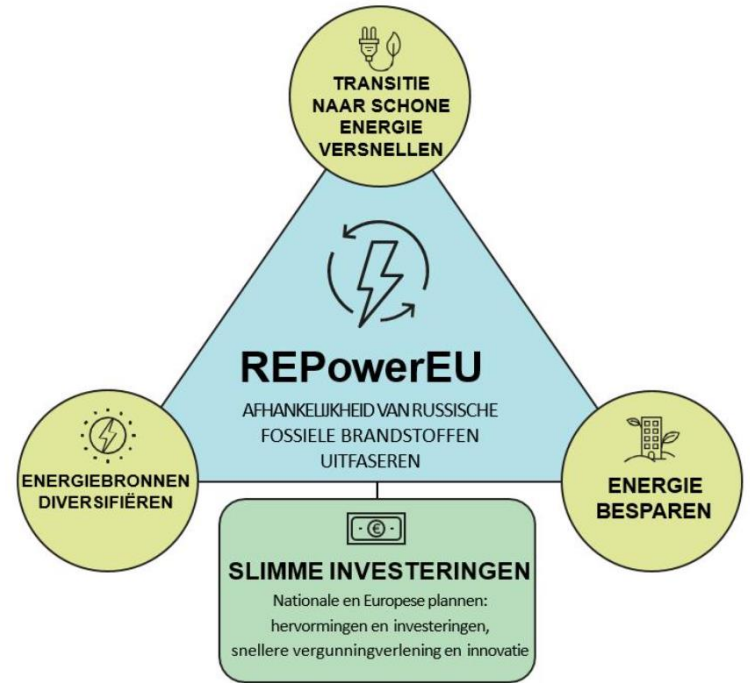 TRANSITIE
NAAR SCHONE
ENERGIE
VERSNELLEN
REPowerEU
AFHANKELIJKHEID VAN RUSSISCHE
FOSSIELE BRANDSTOFFEN
UITFASEREN
ENERGIEBRONNEN
DIVERSIFIËREN
ENERGIE
BESPAREN
€
SLIMME INVESTERINGEN
Nationale en Europese plannen:
hervormingen en investeringen,
snellere vergunningverlening en innovatie